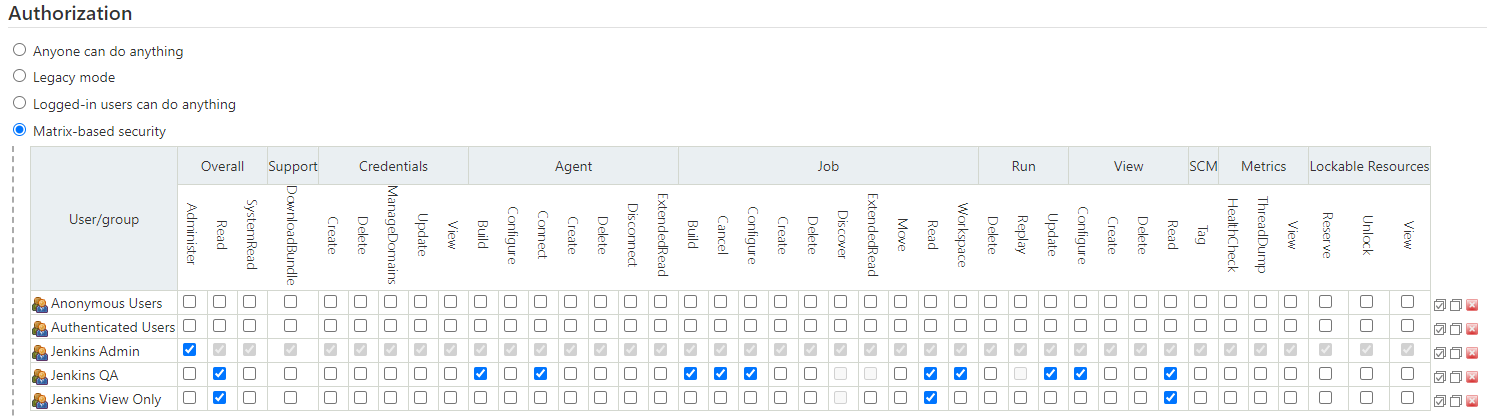 Authorization
Anyone can do anything
Legacy mode
Logged-in users can do anything
Matrix-based security
User/group Overall Support Credentials Agent Job Run View SCM Metrics Lockable Resources
Administer Read SystemRead DownloadBundle Create Delete ManageDomains Update View Build Configure Connect Create Delete Disconnect ExtendedRead Build Cancel Configure Create Delete Discover ExtendedRead Move Read Workspace Delete Replay Update Configure Create Delete Read Tag HealthCheck ThreadDump View Reserve Unlock View
Anonymous Users
Authenticated Users
Jenkins Admin
Jenkins QA
Jenkins View Only